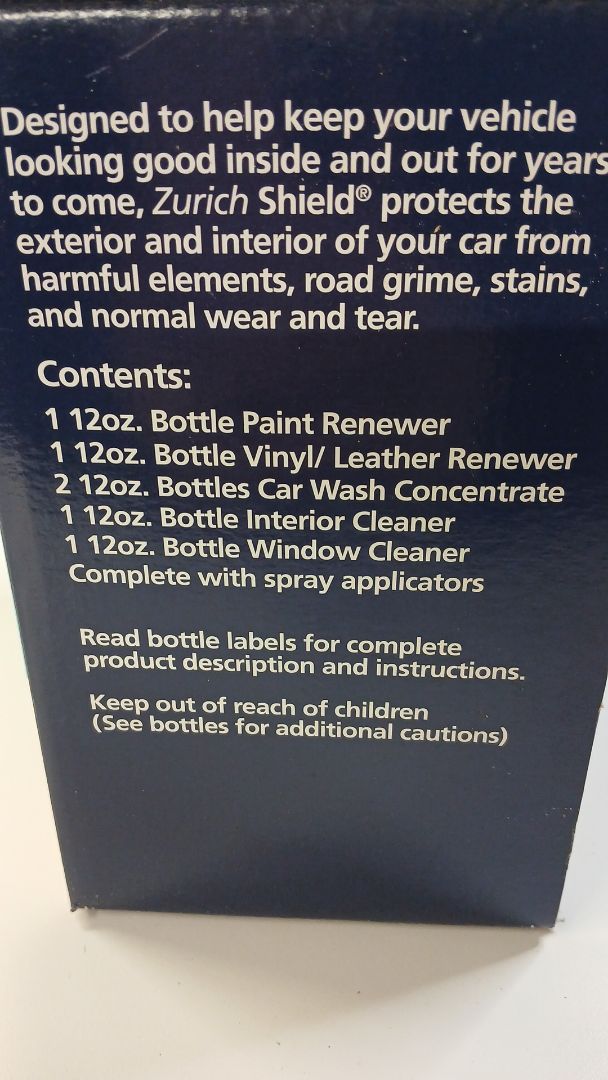 Designed to help keep your vehicle
looking good inside and out for years
to come, Zurich Shield® protects the
exterior and interior of your car from
harmful elements, road grime, stains,
and normal wear and tear.
Contents:
1 12oz. Bottle Paint Renewer
1 12oz. Bottle Vinyl/ Leather Renewer
2 12oz. Bottles Car Wash Concentrate
1 12oz. Bottle Interior Cleaner
1 12oz. Bottle Window Cleaner
Complete with spray applicators
Read bottle labels for complete
product description and instructions.
Keep out of reach of children
(See bottles for additional cautions)